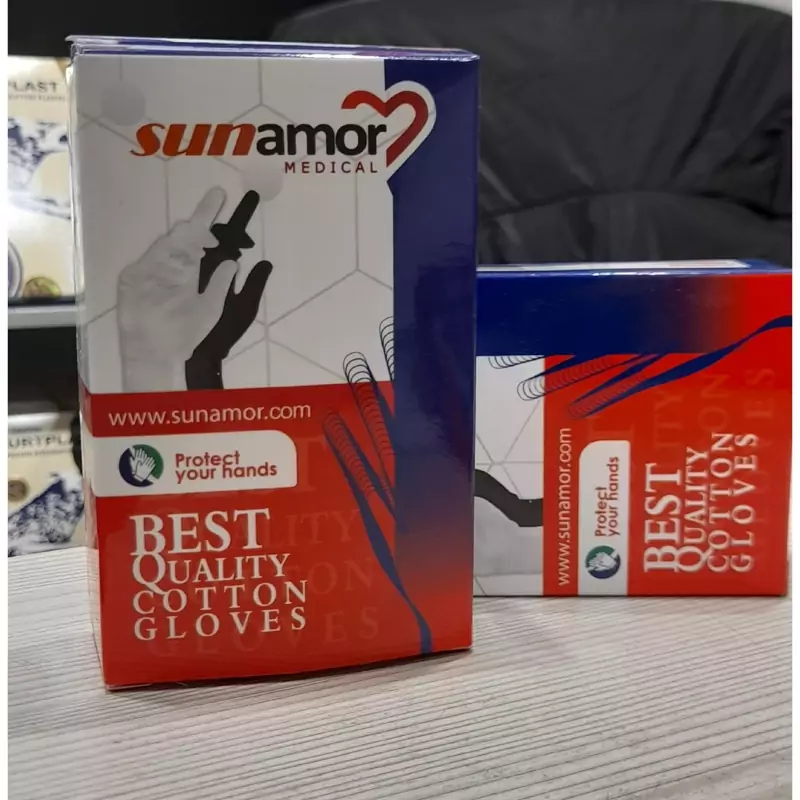 sunamor
MEDICAL
www.sunamor.com
Protect
your hands
BEST
QUALITY
COTTON
GLOVES
www.sunamor.com
Protect
your hands
BEST
QUALITY
COTTON
GLOVES